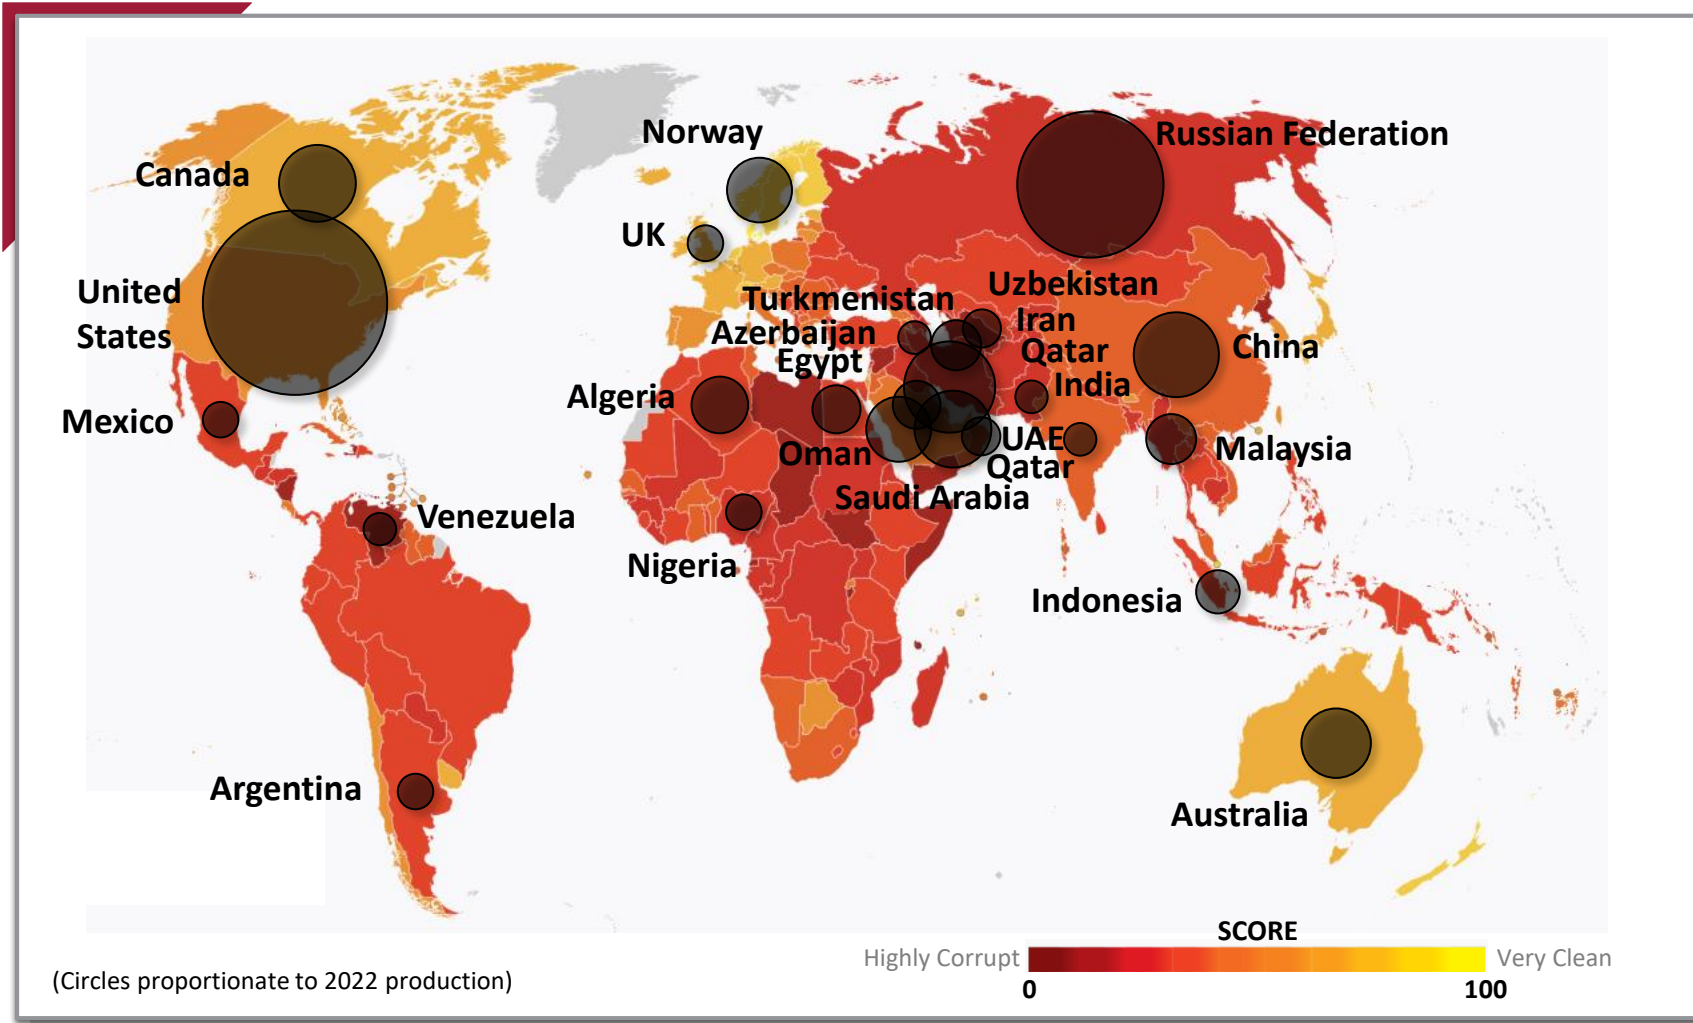 Norway
Russian Federation
Canada
UK
United
States
Uzbekistan
Turkmenistan
Iran
Azerbaijan
Qatar
China
Egypt
India
Algeria
Mexico
UAE
Malaysia
Oman
Qatar
Saudi Arabia
Venezuela
Nigeria
Indonesia
Argentina
Australia
SCORE
Highly Corrupt
Very Clean
0
100
(Circles proportionate to 2022 production)